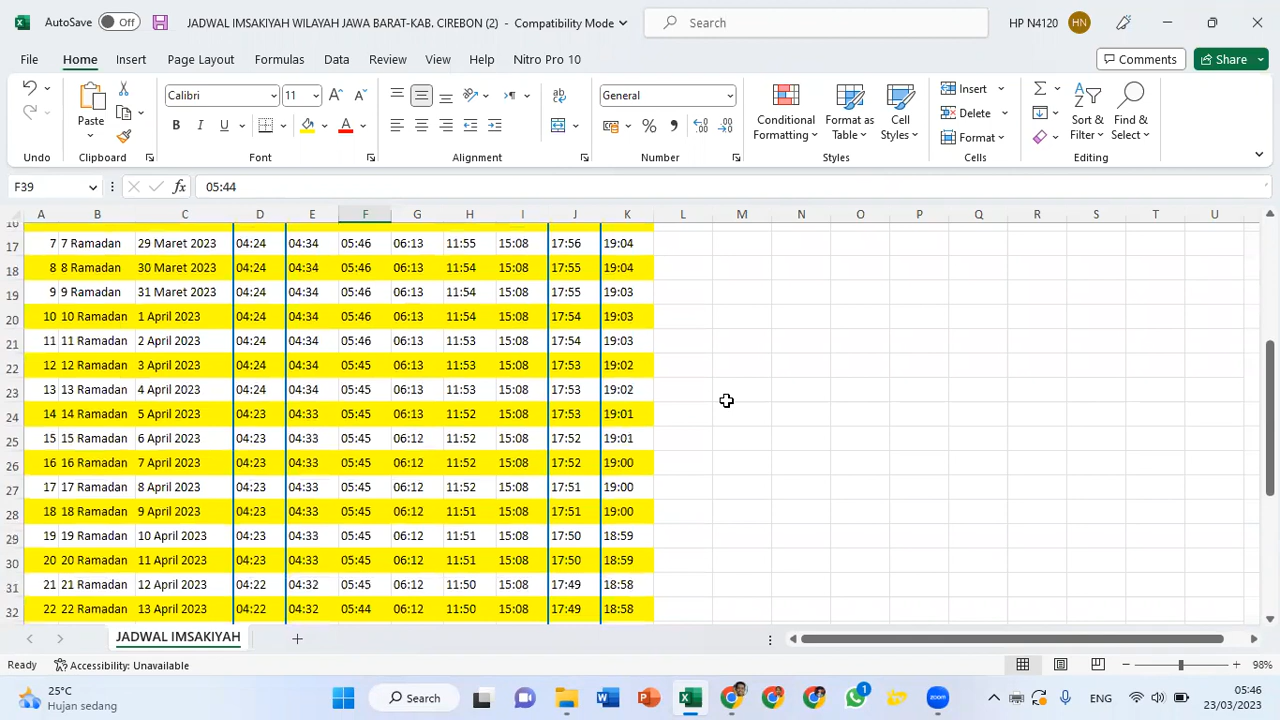 AutoSave Off JADWAL IMSAKIYAH WILAYAH JAWA BARAT-KAB. CIREBON (2) - Compatibility Mode Search HP N4120 HN
File Home Insert Page Layout Formulas Data Review View Help Nitro Pro 10 Comments Share
Undo
Paste
Clipboard
Calibri 11
B I U A
Font
ab
Alignment
General
% 9
Number
Conditional Formatting
Format as Table
Cell Styles
Styles
Insert
Delete
Format
Cells
Sort & Filter
Find & Select
Editing
F39 fx 05:44
A B C D E F G H I J K L M N O P Q R S T U
17 7 7 Ramadan 29 Maret 2023 04:24 04:34 05:46 06:13 11:55 15:08 17:56 19:04
18 8 8 Ramadan 30 Maret 2023 04:24 04:34 05:46 06:13 11:54 15:08 17:55 19:04
19 9 9 Ramadan 31 Maret 2023 04:24 04:34 05:46 06:13 11:54 15:08 17:55 19:03
20 10 10 Ramadan 1 April 2023 04:24 04:34 05:46 06:13 11:54 15:08 17:54 19:03
21 11 11 Ramadan 2 April 2023 04:24 04:34 05:46 06:13 11:53 15:08 17:54 19:03
22 12 12 Ramadan 3 April 2023 04:24 04:34 05:45 06:13 11:53 15:08 17:53 19:02
23 13 13 Ramadan 4 April 2023 04:24 04:34 05:45 06:13 11:53 15:08 17:53 19:02
24 14 14 Ramadan 5 April 2023 04:23 04:33 05:45 06:13 11:52 15:08 17:53 19:01
25 15 15 Ramadan 6 April 2023 04:23 04:33 05:45 06:12 11:52 15:08 17:52 19:01
26 16 16 Ramadan 7 April 2023 04:23 04:33 05:45 06:12 11:52 15:08 17:52 19:00
27 17 17 Ramadan 8 April 2023 04:23 04:33 05:45 06:12 11:52 15:08 17:51 19:00
28 18 18 Ramadan 9 April 2023 04:23 04:33 05:45 06:12 11:51 15:08 17:51 19:00
29 19 19 Ramadan 10 April 2023 04:23 04:33 05:45 06:12 11:51 15:08 17:50 18:59
30 20 20 Ramadan 11 April 2023 04:23 04:33 05:45 06:12 11:51 15:08 17:50 18:59
31 21 21 Ramadan 12 April 2023 04:22 04:32 05:45 06:12 11:50 15:08 17:49 18:58
32 22 22 Ramadan 13 April 2023 04:22 04:32 05:44 06:12 11:50 15:08 17:49 18:58
JADWAL IMSAKIYAH
Ready Accessibility: Unavailable 98%
25°C
Hujan sedang
Search
1
zoom
ENG
05:46
23/03/2023